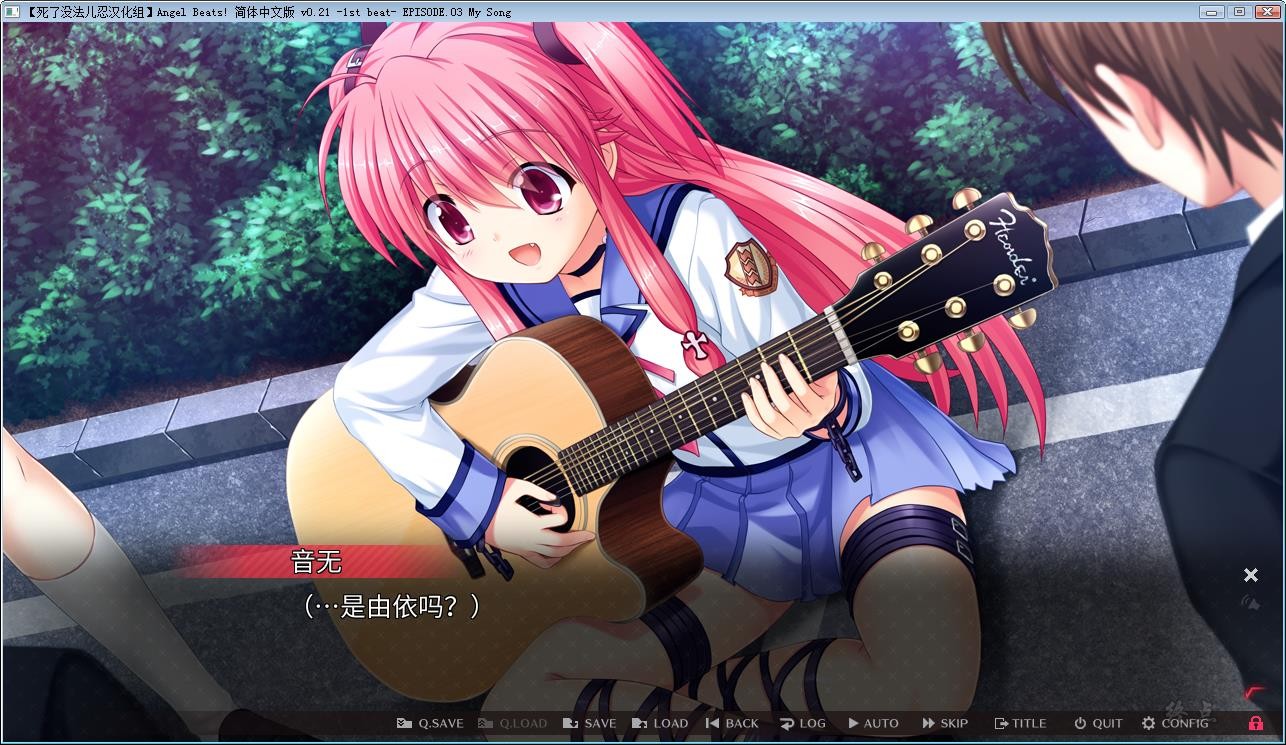 【死了没法儿忍汉化组】Angel Beats! 简体中文版 v0.21 -1st beat- EPISODE.03 My Song
音无
（…是由依吗？）
Q.SAVE Q.LOAD SAVE LOAD BACK LOG AUTO SKIP TITLE QUIT CONFIG